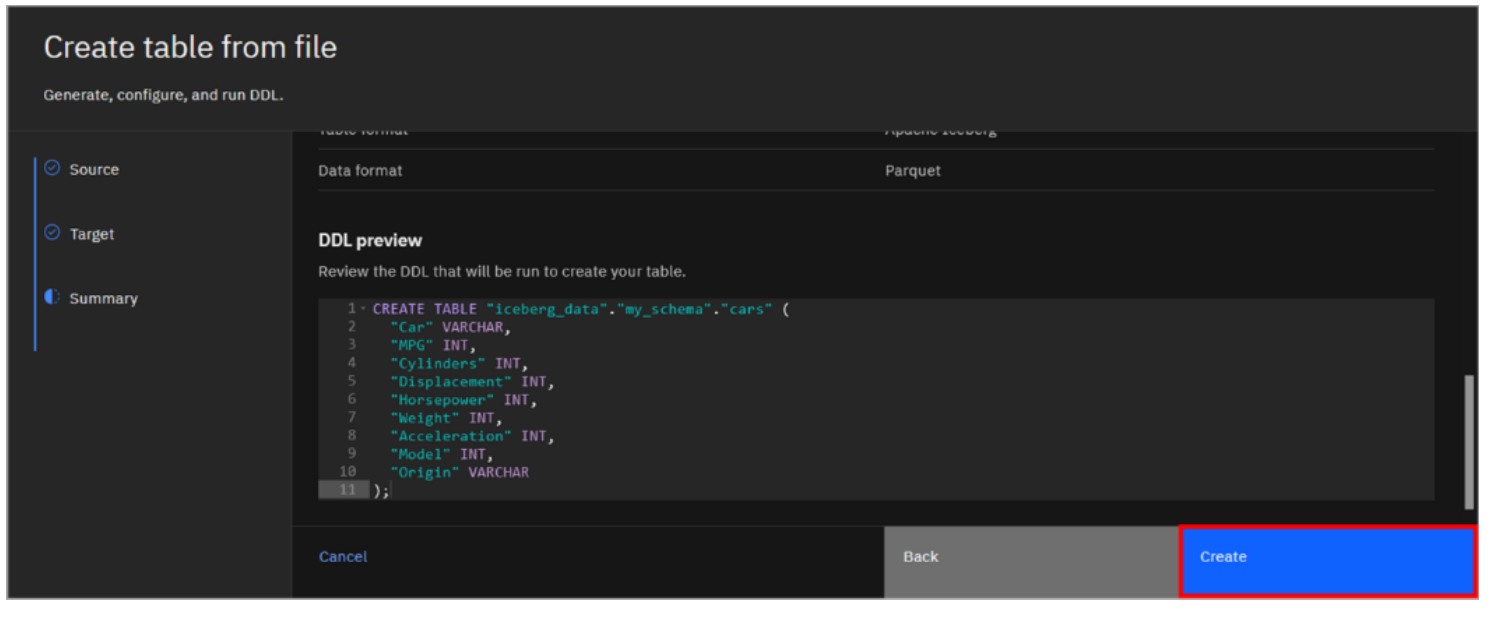 Create table from file
Generate, configure, and run DDL.
Source
Target
Summary
Table format Apache Iceberg
Data format Parquet
DDL preview
Review the DDL that will be run to create your table.
1 CREATE TABLE "iceberg_data"."my_schema"."cars" (
2 "Car" VARCHAR,
3 "MPG" INT,
4 "Cylinders" INT,
5 "Displacement" INT,
6 "Horsepower" INT,
7 "Weight" INT,
8 "Acceleration" INT,
9 "Model" INT,
10 "Origin" VARCHAR
11 );
Cancel Back Create